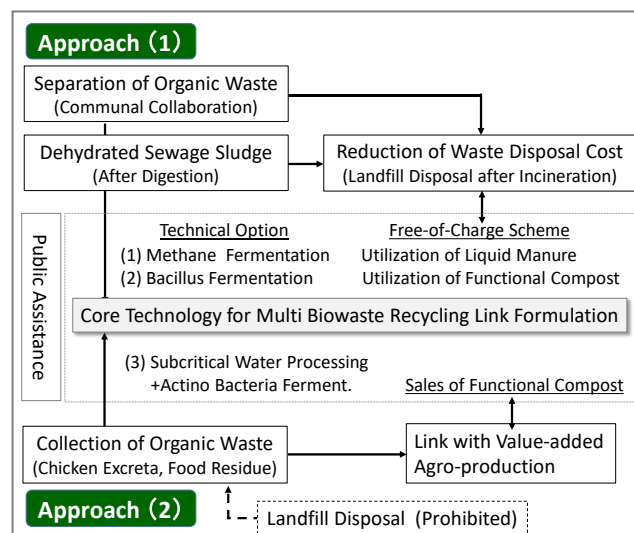 Approach (1)
Separation of Organic Waste
(Communal Collaboration)
Dehydrated Sewage Sludge
(After Digestion)
Reduction of Waste Disposal Cost
(Landfill Disposal after Incineration)
Public Assistance
Technical Option
(1) Methane Fermentation
(2) Bacillus Fermentation
Free-of-Charge Scheme
Utilization of Liquid Manure
Utilization of Functional Compost
Core Technology for Multi Biowaste Recycling Link Formulation
(3) Subcritical Water Processing
+Actino Bacteria Ferment.
Sales of Functional Compost
Collection of Organic Waste
(Chicken Excreta, Food Residue)
Link with Value-added
Agro-production
Approach (2)
Landfill Disposal (Prohibited)